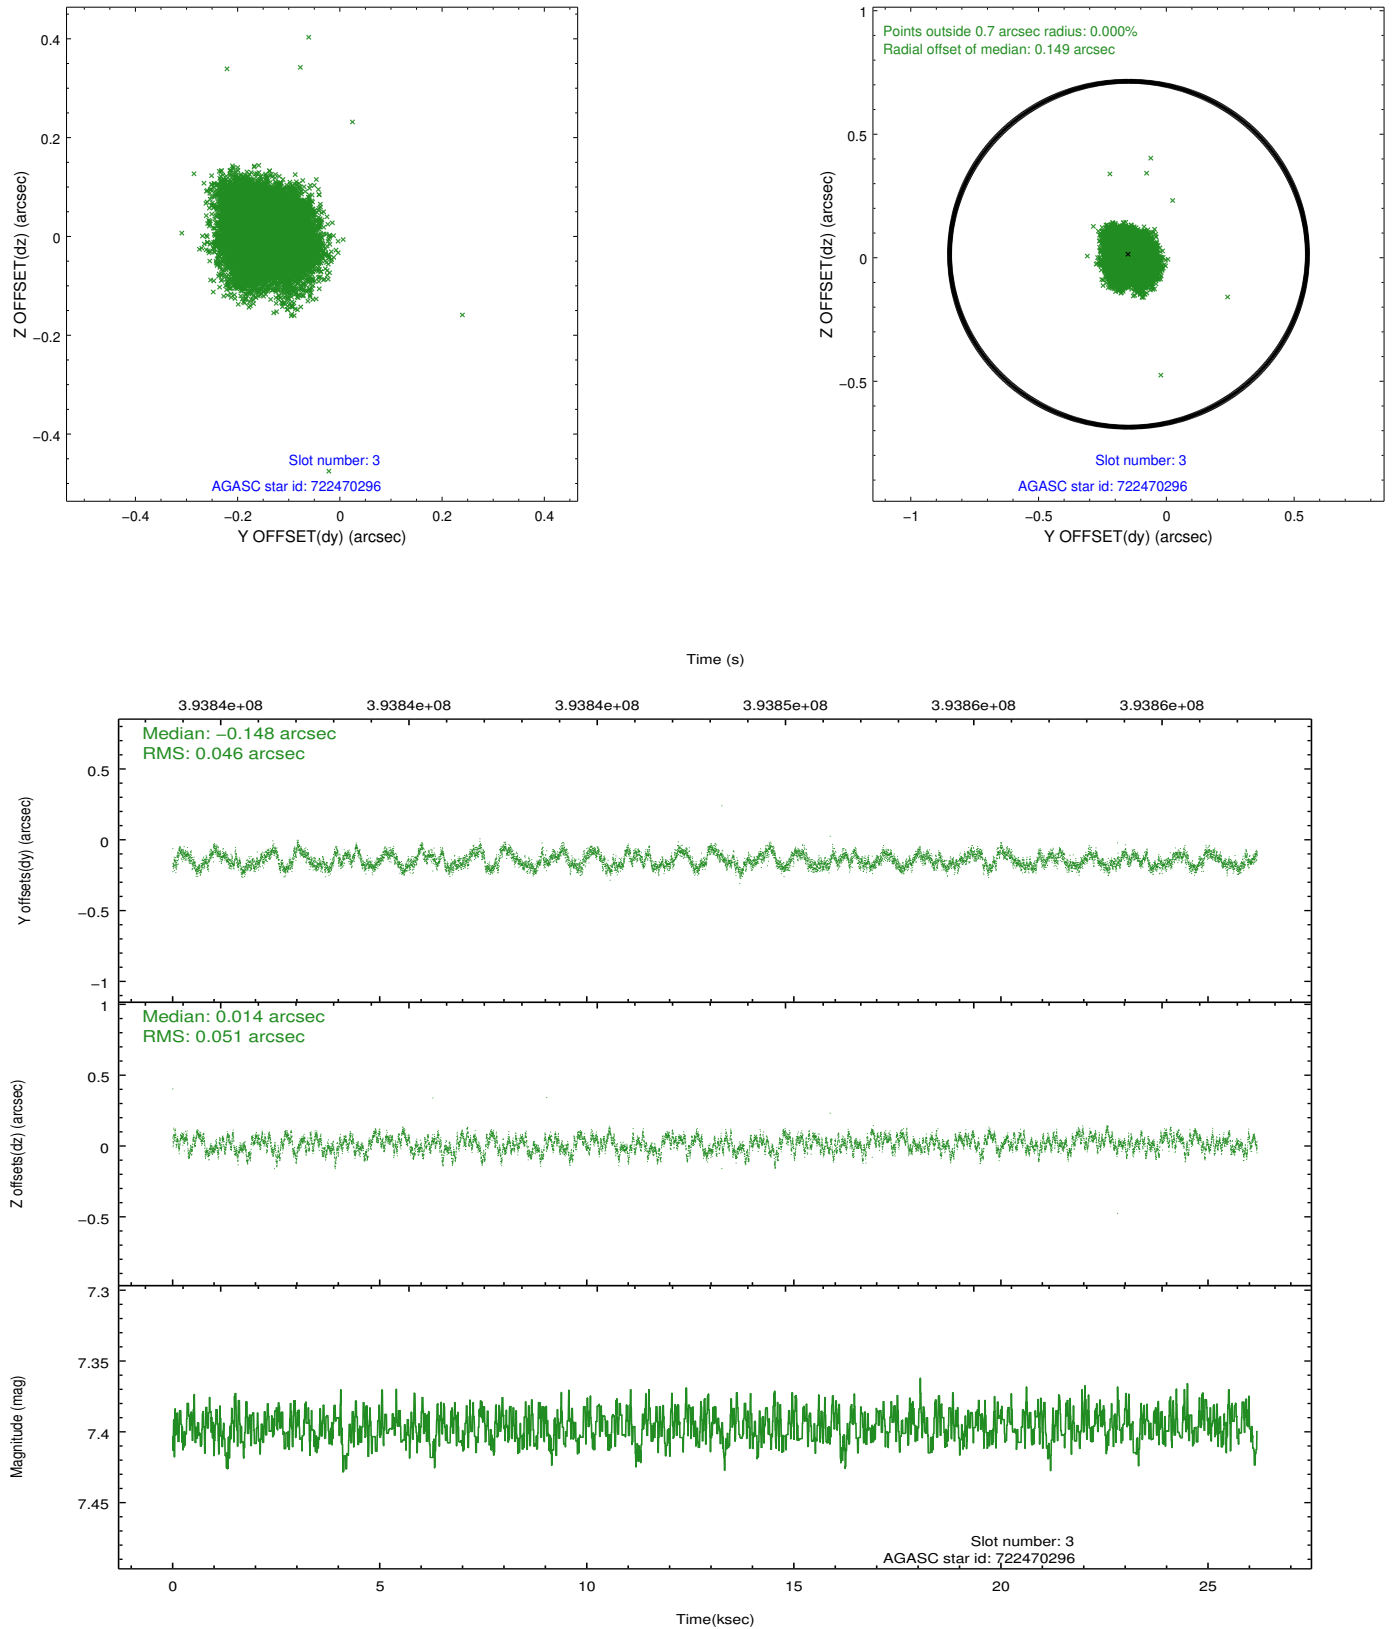 0.4
0.2
0
−0.2
−0.4
Z OFFSET(dz) (arcsec)
Slot number: 3
AGASC star id: 722470296
−0.4
−0.2
0
0.2
0.4
Y OFFSET(dy) (arcsec)
1
0.5
0
−0.5
Z OFFSET(dz) (arcsec)
Points outside 0.7 arcsec radius: 0.000%
Radial offset of median: 0.149 arcsec
Slot number: 3
AGASC star id: 722470296
−1
−0.5
0
0.5
Y OFFSET(dy) (arcsec)
Time (s)
3.9384e+08
3.9384e+08
3.9384e+08
3.9385e+08
3.9386e+08
3.9386e+08
Median: −0.148 arcsec
RMS: 0.046 arcsec
0.5
0
−0.5
−1
Y offsets(dy) (arcsec)
Median: 0.014 arcsec
RMS: 0.051 arcsec
1
0.5
0
−0.5
Z offsets(dz) (arcsec)
7.3
7.35
7.4
7.45
Magnitude (mag)
Slot number: 3
AGASC star id: 722470296
0
5
10
15
20
25
Time(ksec)